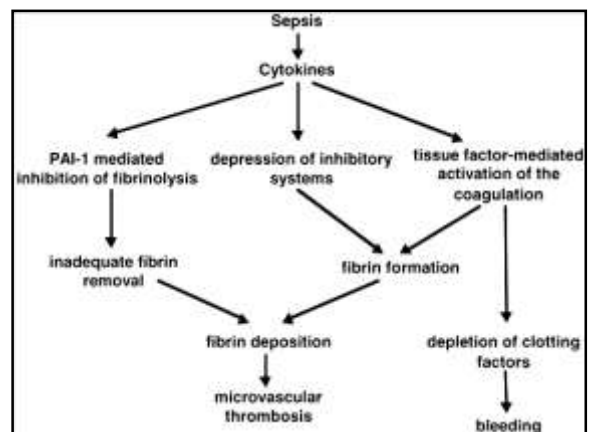 Sepsis
Cytokines
PAI-1 mediated
inhibition of fibrinolysis
depression of inhibitory
systems
tissue factor-mediated
activation of the
coagulation
inadequate fibrin
removal
fibrin formation
fibrin deposition
depletion of clotting
factors
microvascular
thrombosis
bleeding